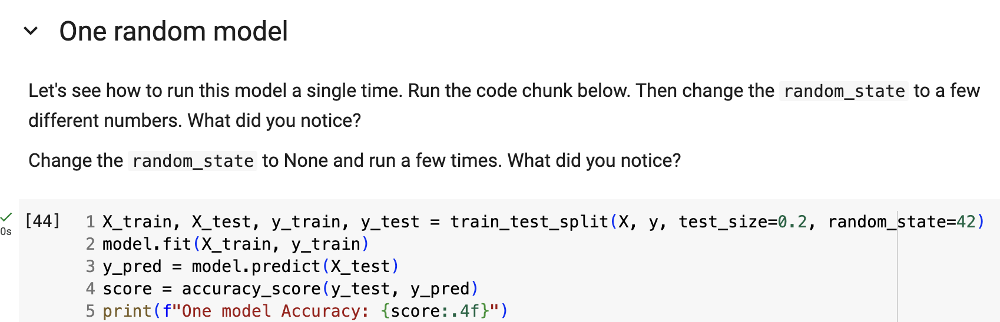 One random model
Let's see how to run this model a single time. Run the code chunk below. Then change the random_state to a few
different numbers. What did you notice?
Change the random_state to None and run a few times. What did you notice?
[44] 1 X_train, X_test, y_train, y_test = train_test_split(X, y, test_size=0.2, random_state=42)
0s 2 model.fit(X_train, y_train)
3 y_pred = model.predict(X_test)
4 score = accuracy_score(y_test, y_pred)
5 print(f"One model Accuracy: {score:.4f}")